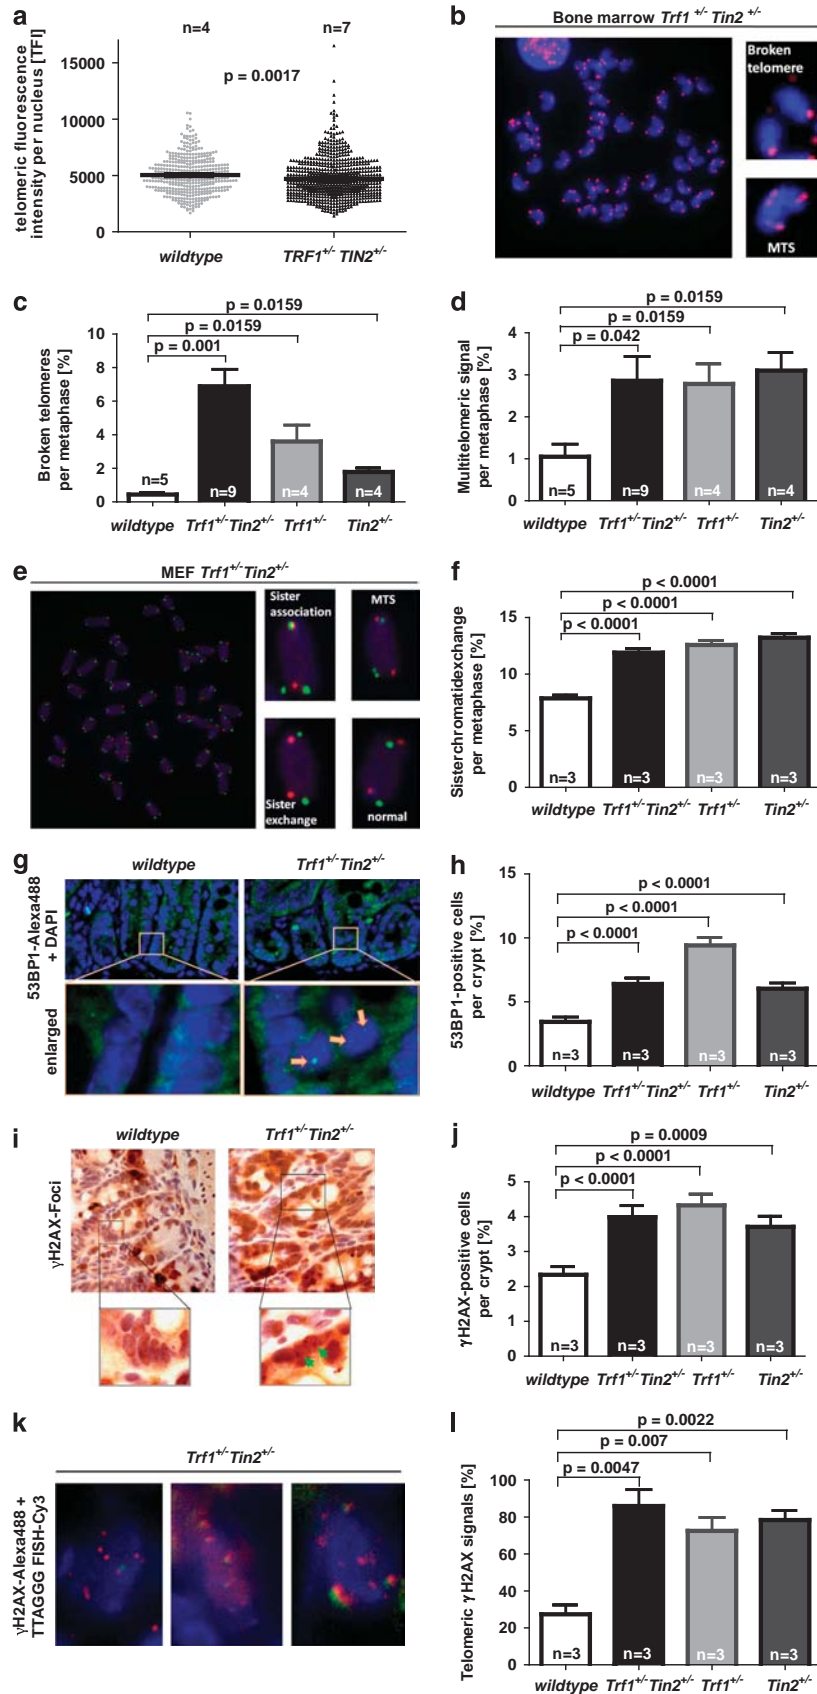 a
n=4 n=7
p = 0.0017
telomeric fluorescence
intensity per nucleus [TFI]
15000
10000
5000
0
wildtype TRF1+/- TIN2+/-
b
Bone marrow Trf1 +/- Tin2 +/-
Broken
telomere
MTS
c
p = 0.0159
p = 0.0159
p = 0.001
Broken telomeres
per metaphase [%]
10
8
6
4
2
0
n=5 n=9 n=4 n=4
wildtype Trf1+/-Tin2+/- Trf1+/- Tin2+/-
d
p = 0.0159
p = 0.0159
p = 0.042
Multitelomeric signal
per metaphase [%]
4
3
2
1
0
n=5 n=9 n=4 n=4
wildtype Trf1+/-Tin2+/- Trf1+/- Tin2+/-
e
MEF Trf1+/-Tin2+/-
Sister
association
MTS
Sister
exchange
normal
f
p < 0.0001
p < 0.0001
p < 0.0001
Sisterchromatidexchange
per metaphase [%]
15
10
5
0
n=3 n=3 n=3 n=3
wildtype Trf1+/-Tin2+/- Trf1+/- Tin2+/-
g
wildtype Trf1+/-Tin2+/-
53BP1-Alexa488
+ DAPI
enlarged
h
p < 0.0001
p < 0.0001
p < 0.0001
53BP1-positive cells
per crypt [%]
15
10
5
0
n=3 n=3 n=3 n=3
wildtype Trf1+/-Tin2+/- Trf1+/- Tin2+/-
i
wildtype Trf1+/-Tin2+/-
γH2AX-Foci
j
p = 0.0009
p < 0.0001
p < 0.0001
γH2AX-positive cells
per crypt [%]
5
4
3
2
1
0
n=3 n=3 n=3 n=3
wildtype Trf1+/-Tin2+/- Trf1+/- Tin2+/-
k
Trf1+/-Tin2+/-
γH2AX-Alexa488 +
TTAGGG FISH-Cy3
l
p = 0.0022
p = 0.007
p = 0.0047
Telomeric γH2AX signals [%]
100
80
60
40
20
0
n=3 n=3 n=3 n=3
wildtype Trf1+/-Tin2+/- Trf1+/- Tin2+/-